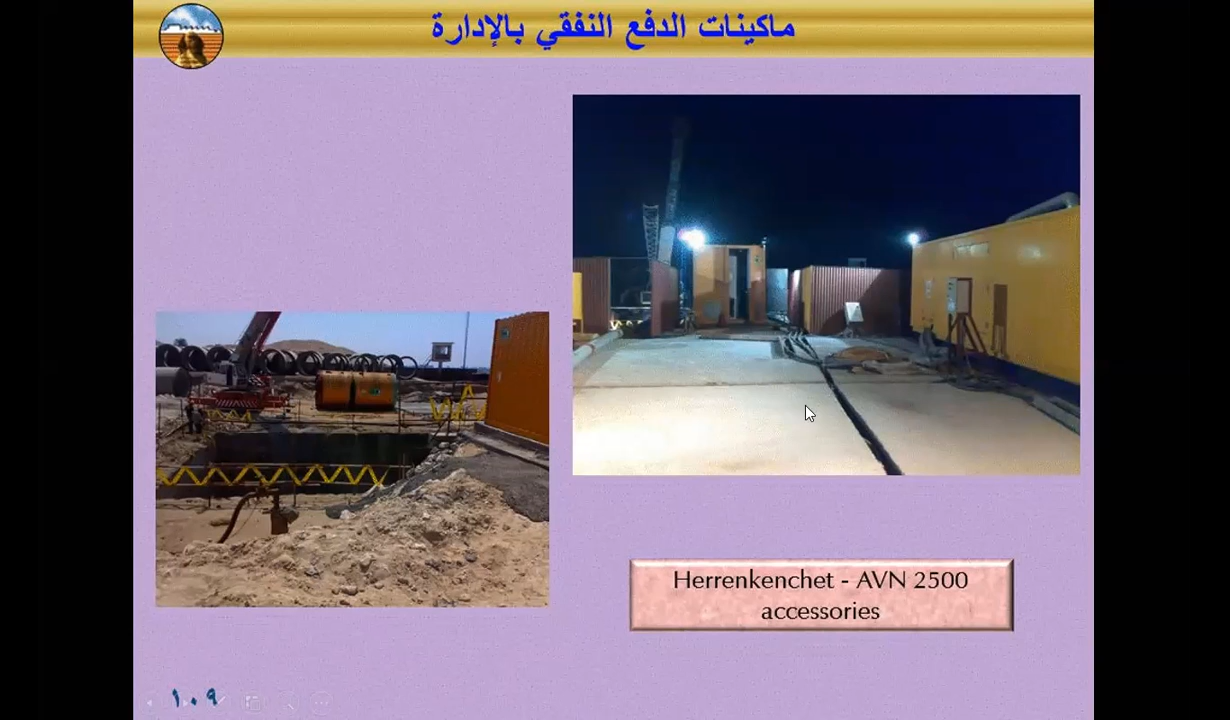 ماكينات الدفع النفقي بالإدارة
Herrenkenchet - AVN 2500
accessories
١٠٩